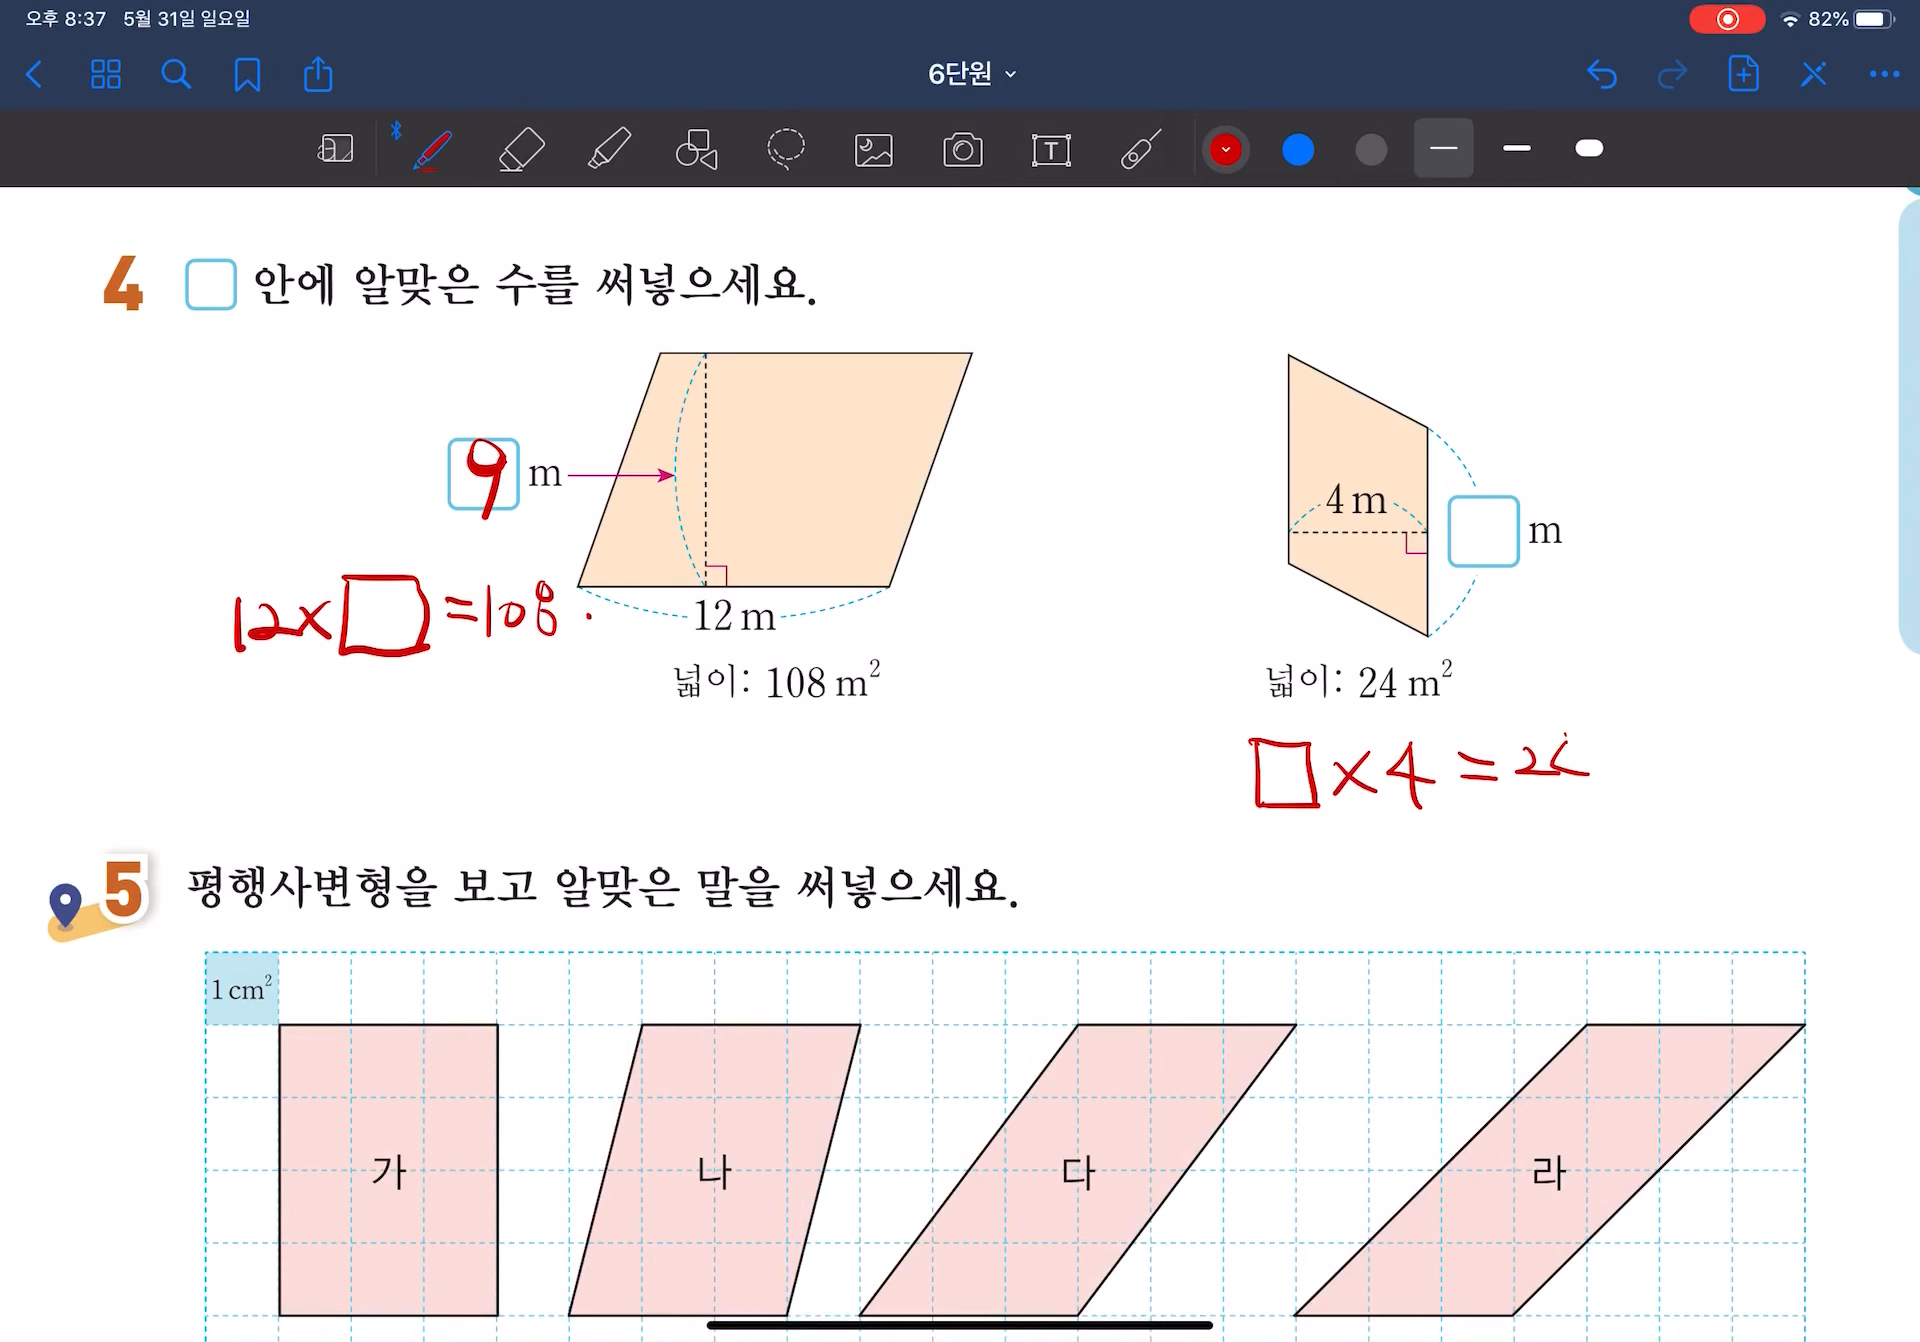 오후 8:37 5월 31일 일요일
82%
6단원
4 □ 안에 알맞은 수를 써넣으세요.
9 m
4 m
□ m
12×□=108
12 m
넓이: 108 m²
넓이: 24 m²
□×4=2
5 평행사변형을 보고 알맞은 말을 써넣으세요.
1 cm²
가 나 다 라